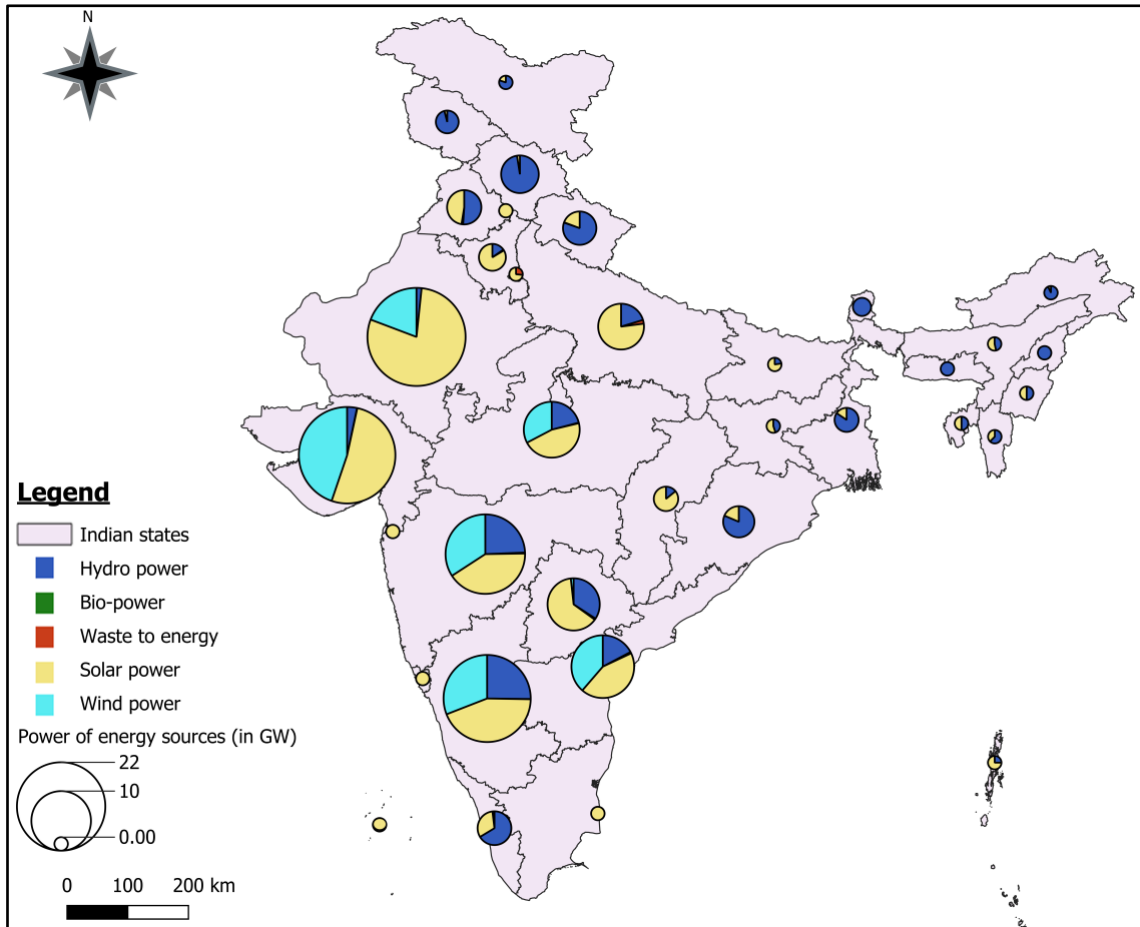 N
Legend
Indian states
Hydro power
Bio-power
Waste to energy
Solar power
Wind power
Power of energy sources (in GW)
22
10
0.00
0 100 200 km